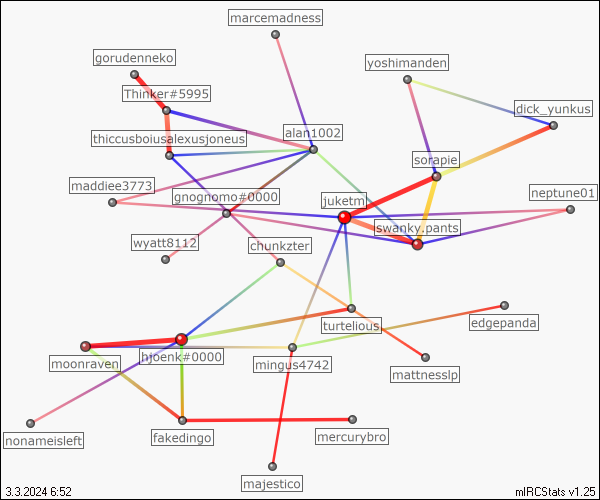 marcemadness
gorudenneko
yoshimanden
Thinker#5995
dick_yunkus
alan1002
thiccusboiusalexusjoneus
sorapie
maddiee3773
gnognomo#0000
neptune01
juketm
swanky.pants
wyatt8112
chunkzter
turtelious
edgepanda
moonraven
hjoenk#0000
mingus4742
mattnesslp
nonameisleft
fakedingo
mercurybro
majestico
3.3.2024 6:52
mIRCStats v1.25